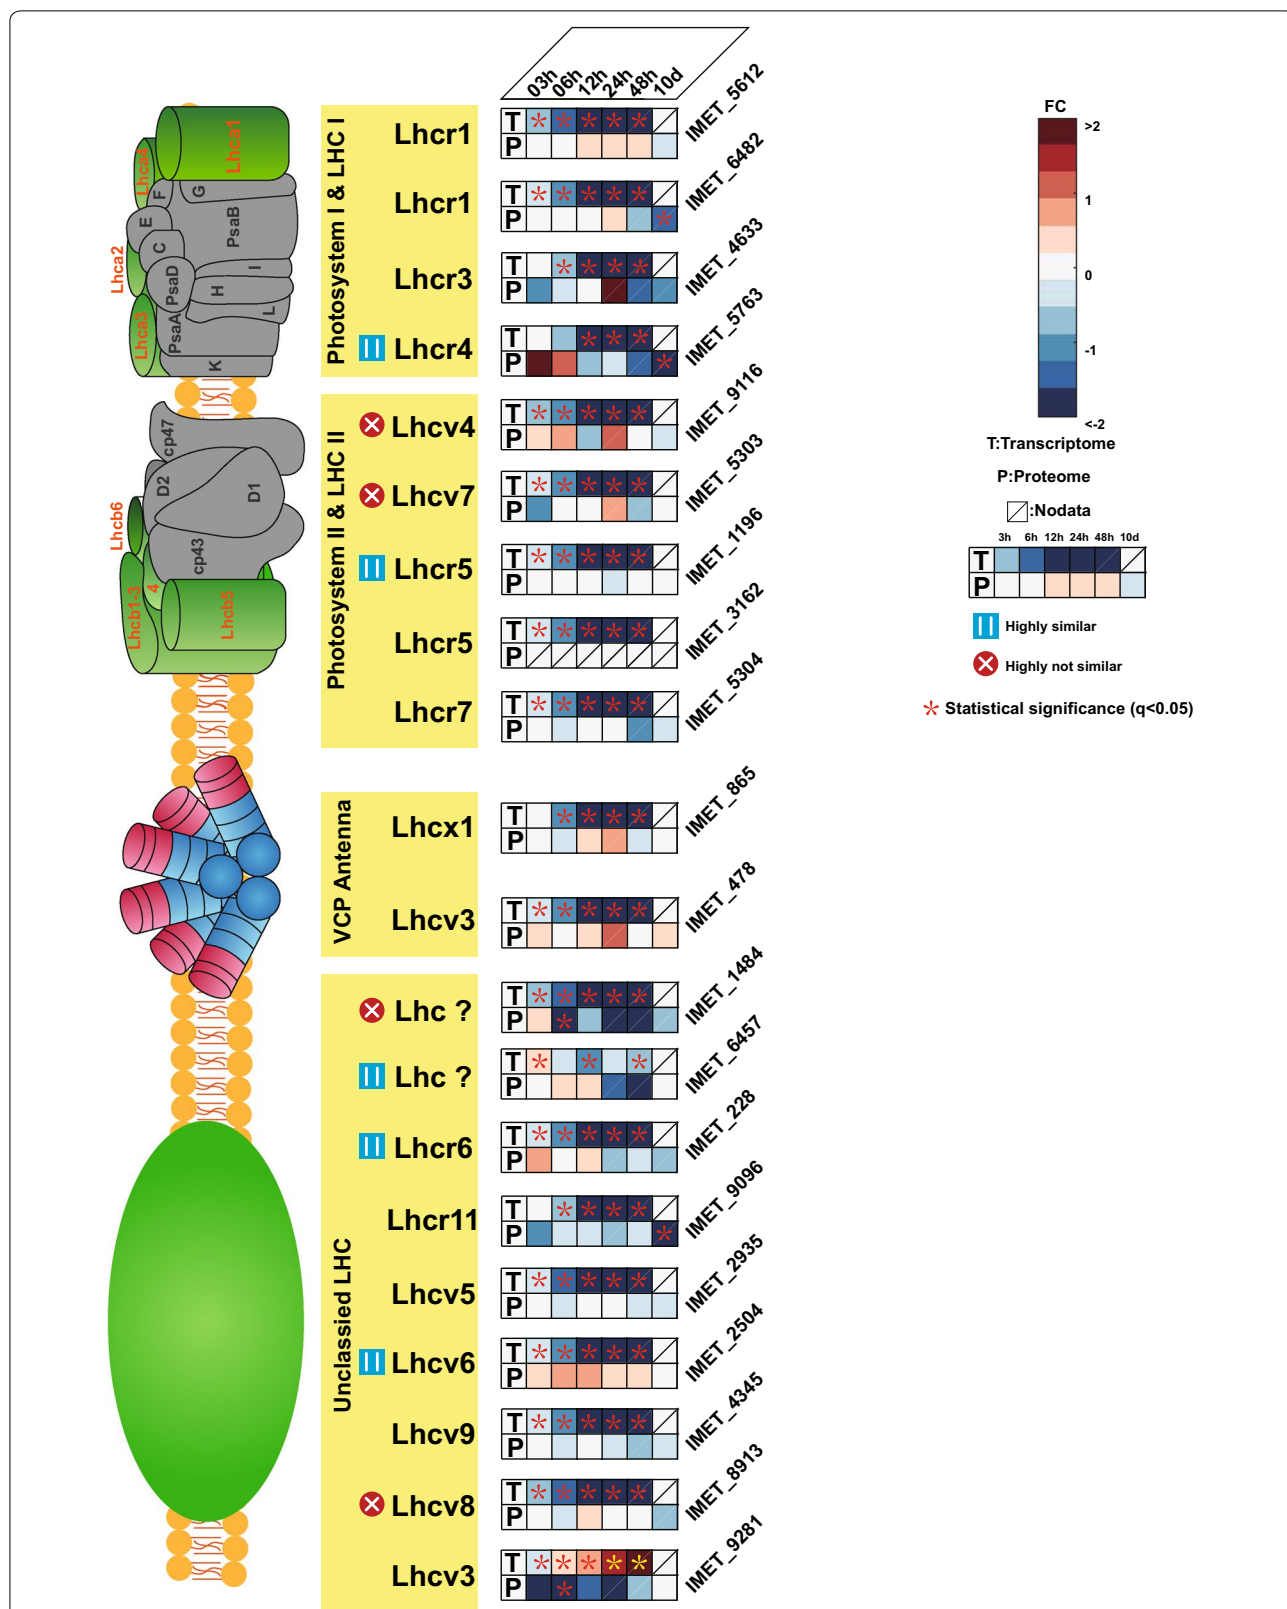 03h 06h 12h 24h 48h 10d
Photosystem I & LHC I
Lhcr1
T
P
IMET_5612
Lhcr1
T
P
IMET_6482
Lhcr3
T
P
IMET_4633
Lhcr4
T
P
IMET_5763
Photosystem II & LHC II
Lhcv4
T
P
IMET_9116
Lhcv7
T
P
IMET_5303
Lhcr5
T
P
IMET_1196
Lhcr5
T
P
IMET_3162
Lhcr7
T
P
IMET_5304
VCP Antenna
Lhcx1
T
P
IMET_865
Lhcv3
T
P
IMET_478
Unclassied LHC
Lhc ?
T
P
IMET_1484
Lhc ?
T
P
IMET_6457
Lhcr6
T
P
IMET_228
Lhcr11
T
P
IMET_9096
Lhcv5
T
P
IMET_2935
Lhcv6
T
P
IMET_2504
Lhcv9
T
P
IMET_4345
Lhcv8
T
P
IMET_8913
Lhcv3
T
P
IMET_9281
Lhca1
Lhca4
Lhca2
Lhca3
F
G
E
C
PsaB
PsaD
PsaA
I
H
L
K
cp47
D2
D1
cp43
Lhcb6
Lhcb1-3
4
Lhcb5
FC
>2
1
0
-1
<-2
T:Transcriptome
P:Proteome
:Nodata
3h 6h 12h 24h 48h 10d
T
P
Highly similar
Highly not similar
* Statistical significance (q<0.05)